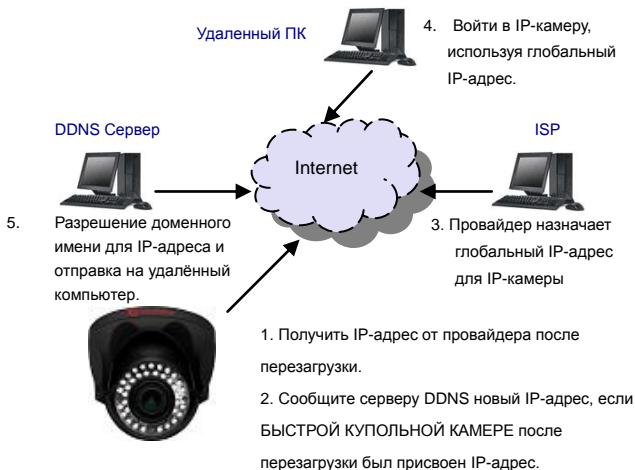 Удаленный ПК
4. Войти в IP-камеру,
используя глобальный
IP-адрес.
DDNS Сервер
ISP
Internet
5. Разрешение доменного
имени для IP-адреса и
отправка на удалённый
компьютер.
3. Провайдер назначает
глобальный IP-адрес
для IP-камеры
1. Получить IP-адрес от провайдера после
перезагрузки.
2. Сообщите серверу DDNS новый IP-адрес, если
БЫСТРОЙ КУПОЛЬНОЙ КАМЕРЕ после
перезагрузки был присвоен IP-адрес.